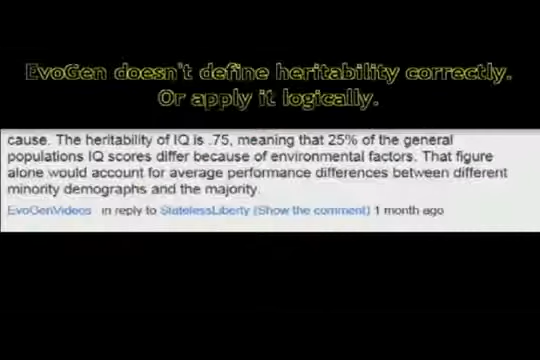 EvoGen doesn't define heritability correctly.
Or apply it logically.
cause. The heritability of IQ is .75, meaning that 25% of the general
populations IQ scores differ because of environmental factors. That figure
alone would account for average performance differences between different
minority demographs and the majority.
EvoGenVideos in reply to StatelessLiberty (Show the comment) 1 month ago